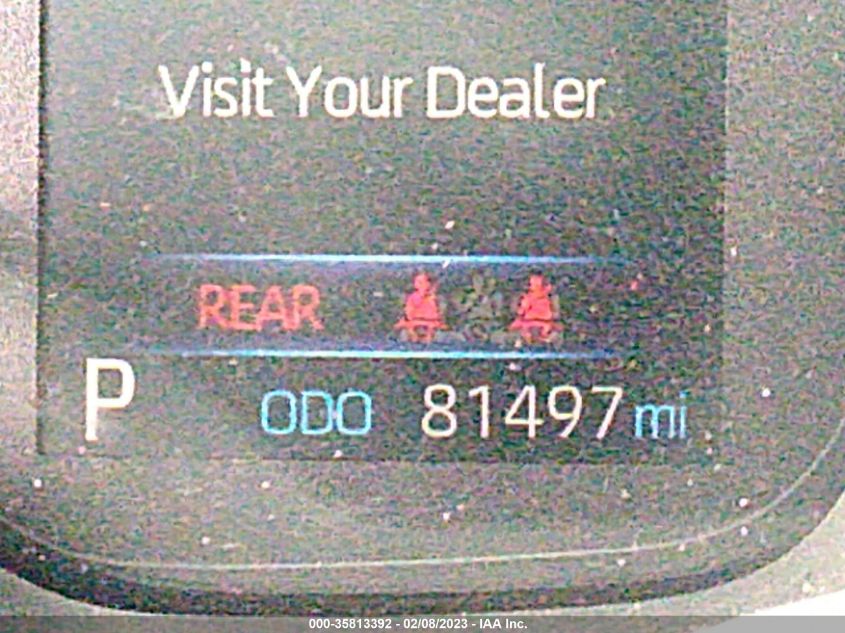 Visit Your Dealer
REAR
P ODO 81497 mi
000-35813392 - 02/08/2023 - IAA Inc.